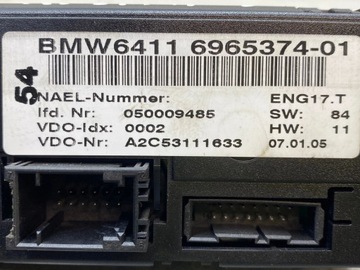 BMW6411 6965374-01
54
NAEL-Nummer: ENG17.T
lfd. Nr: 050009485 SW: 84
VDO-Idx: 0002 HW: 11
VDO-Nr: A2C53111633 07.01.05